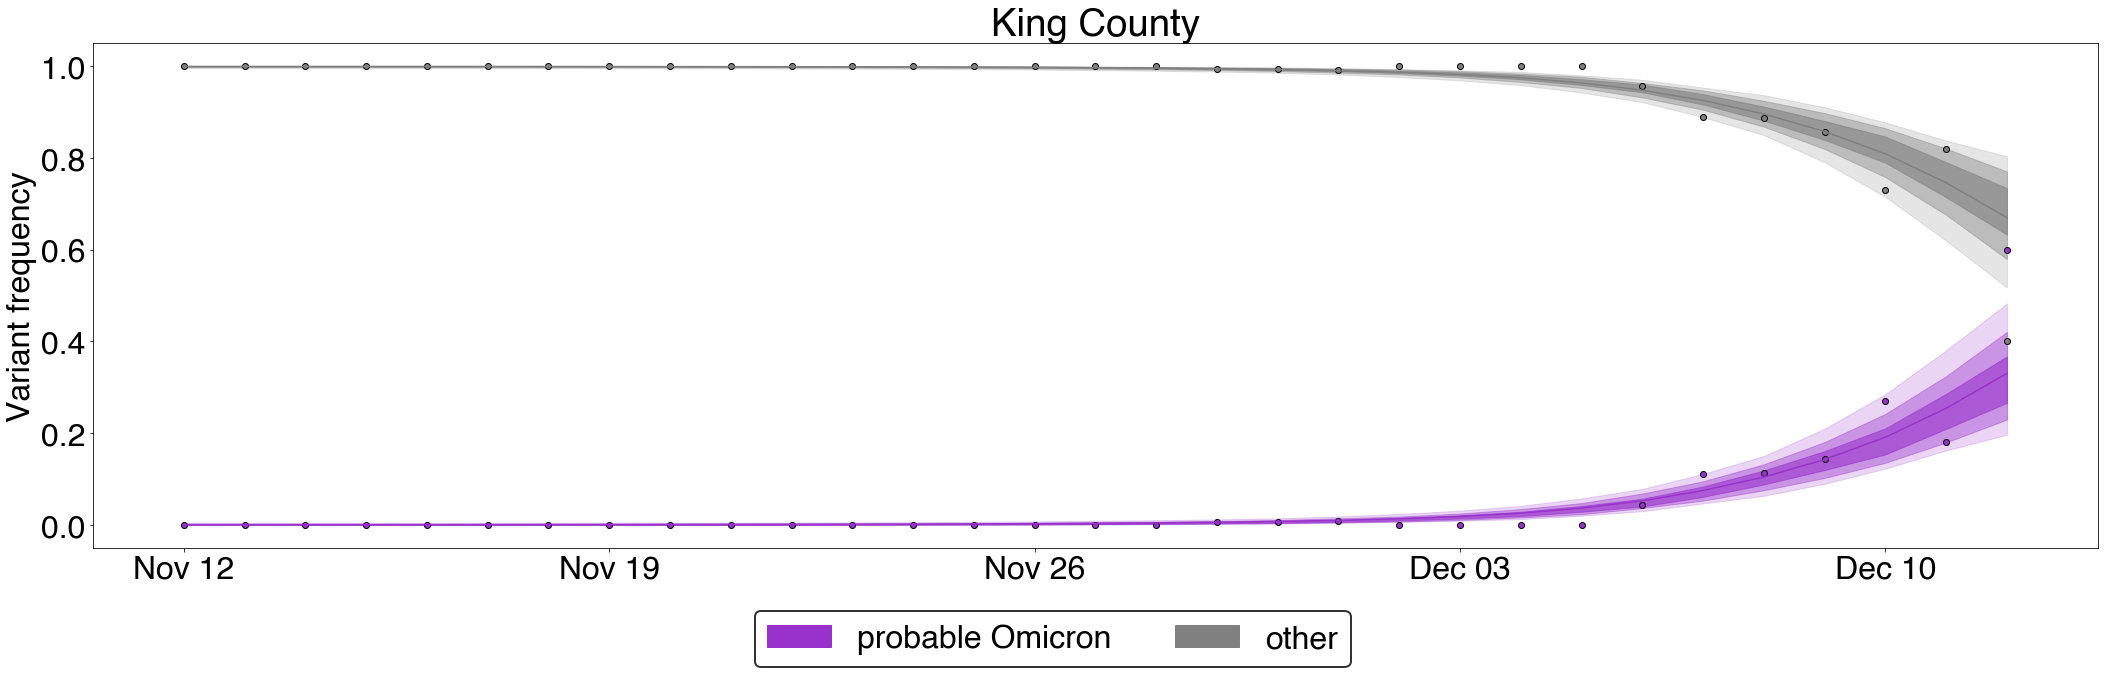 King County
Variant frequency
1.0
0.8
0.6
0.4
0.2
0.0
Nov 12 Nov 19 Nov 26 Dec 03 Dec 10
probable Omicron other